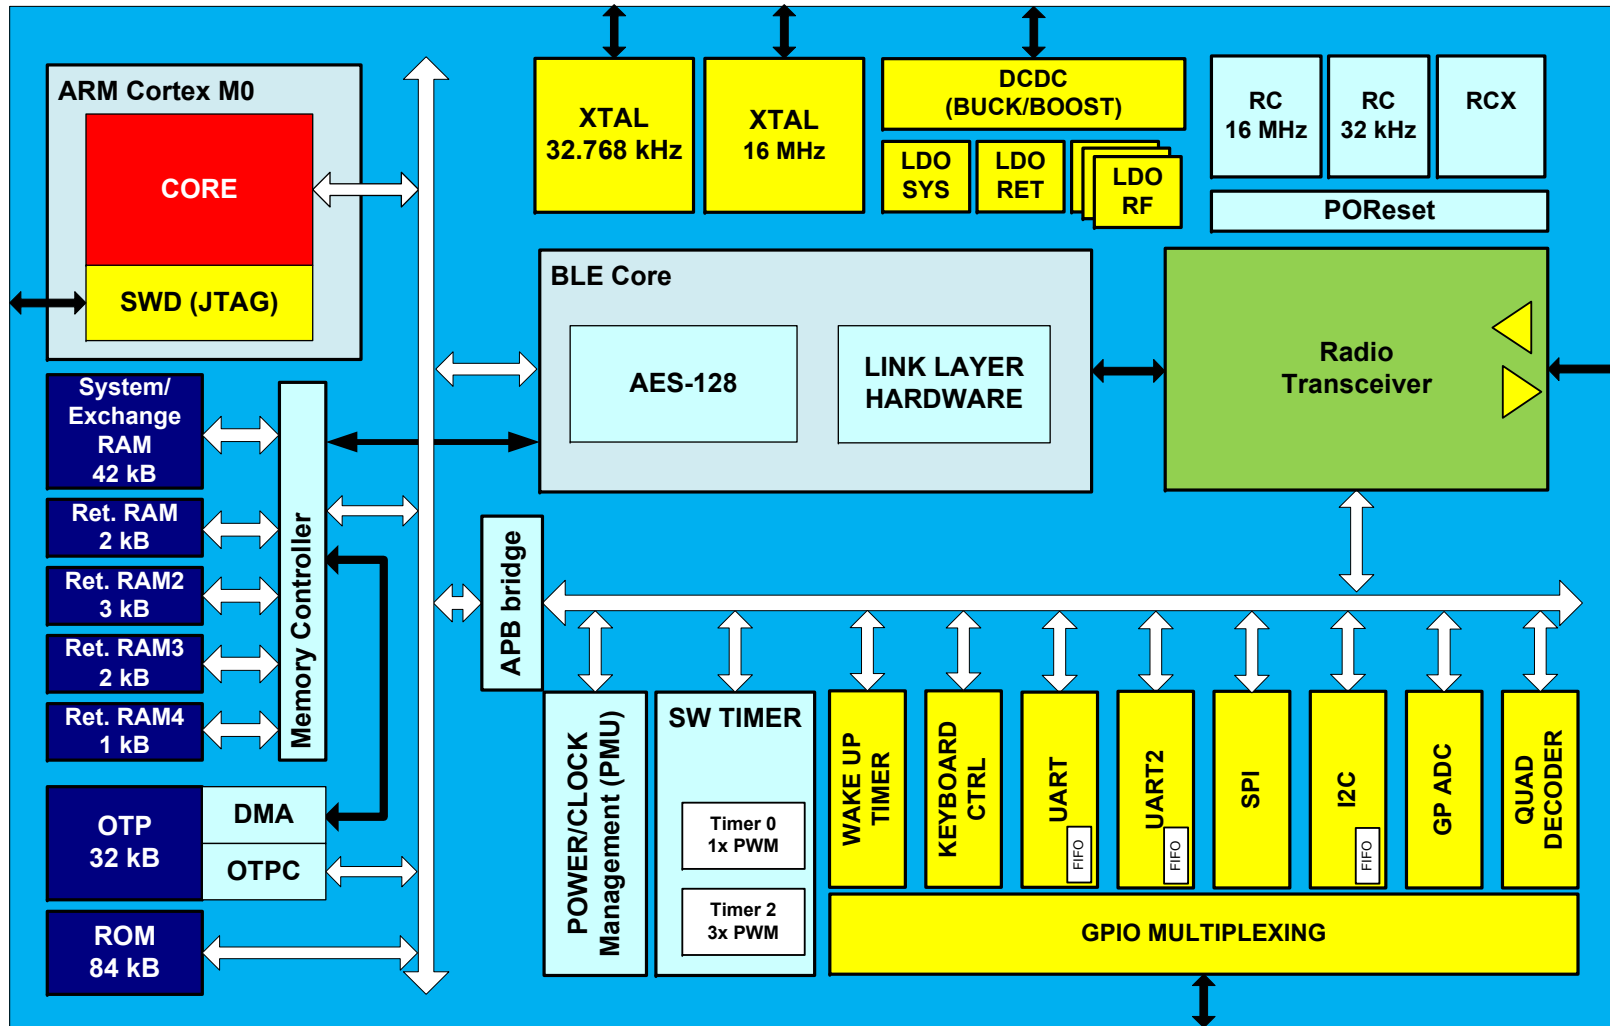 ARM Cortex M0
CORE
SWD (JTAG)
XTAL
32.768 kHz
XTAL
16 MHz
DCDC
(BUCK/BOOST)
LDO
SYS
LDO
RET
LDO
RF
RC
16 MHz
RC
32 kHz
RCX
POReset
BLE Core
AES-128
LINK LAYER
HARDWARE
Radio
Transceiver
System/
Exchange
RAM
42 kB
Ret. RAM
2 kB
Ret. RAM2
3 kB
Ret. RAM3
2 kB
Ret. RAM4
1 kB
Memory Controller
OTP
32 kB
DMA
OTPC
ROM
84 kB
APB bridge
POWER/CLOCK
Management (PMU)
SW TIMER
Timer 0
1x PWM
Timer 2
3x PWM
WAKE UP
TIMER
KEYBOARD
CTRL
UART
FIFO
UART2
FIFO
SPI
I2C
FIFO
GP ADC
QUAD
DECODER
GPIO MULTIPLEXING